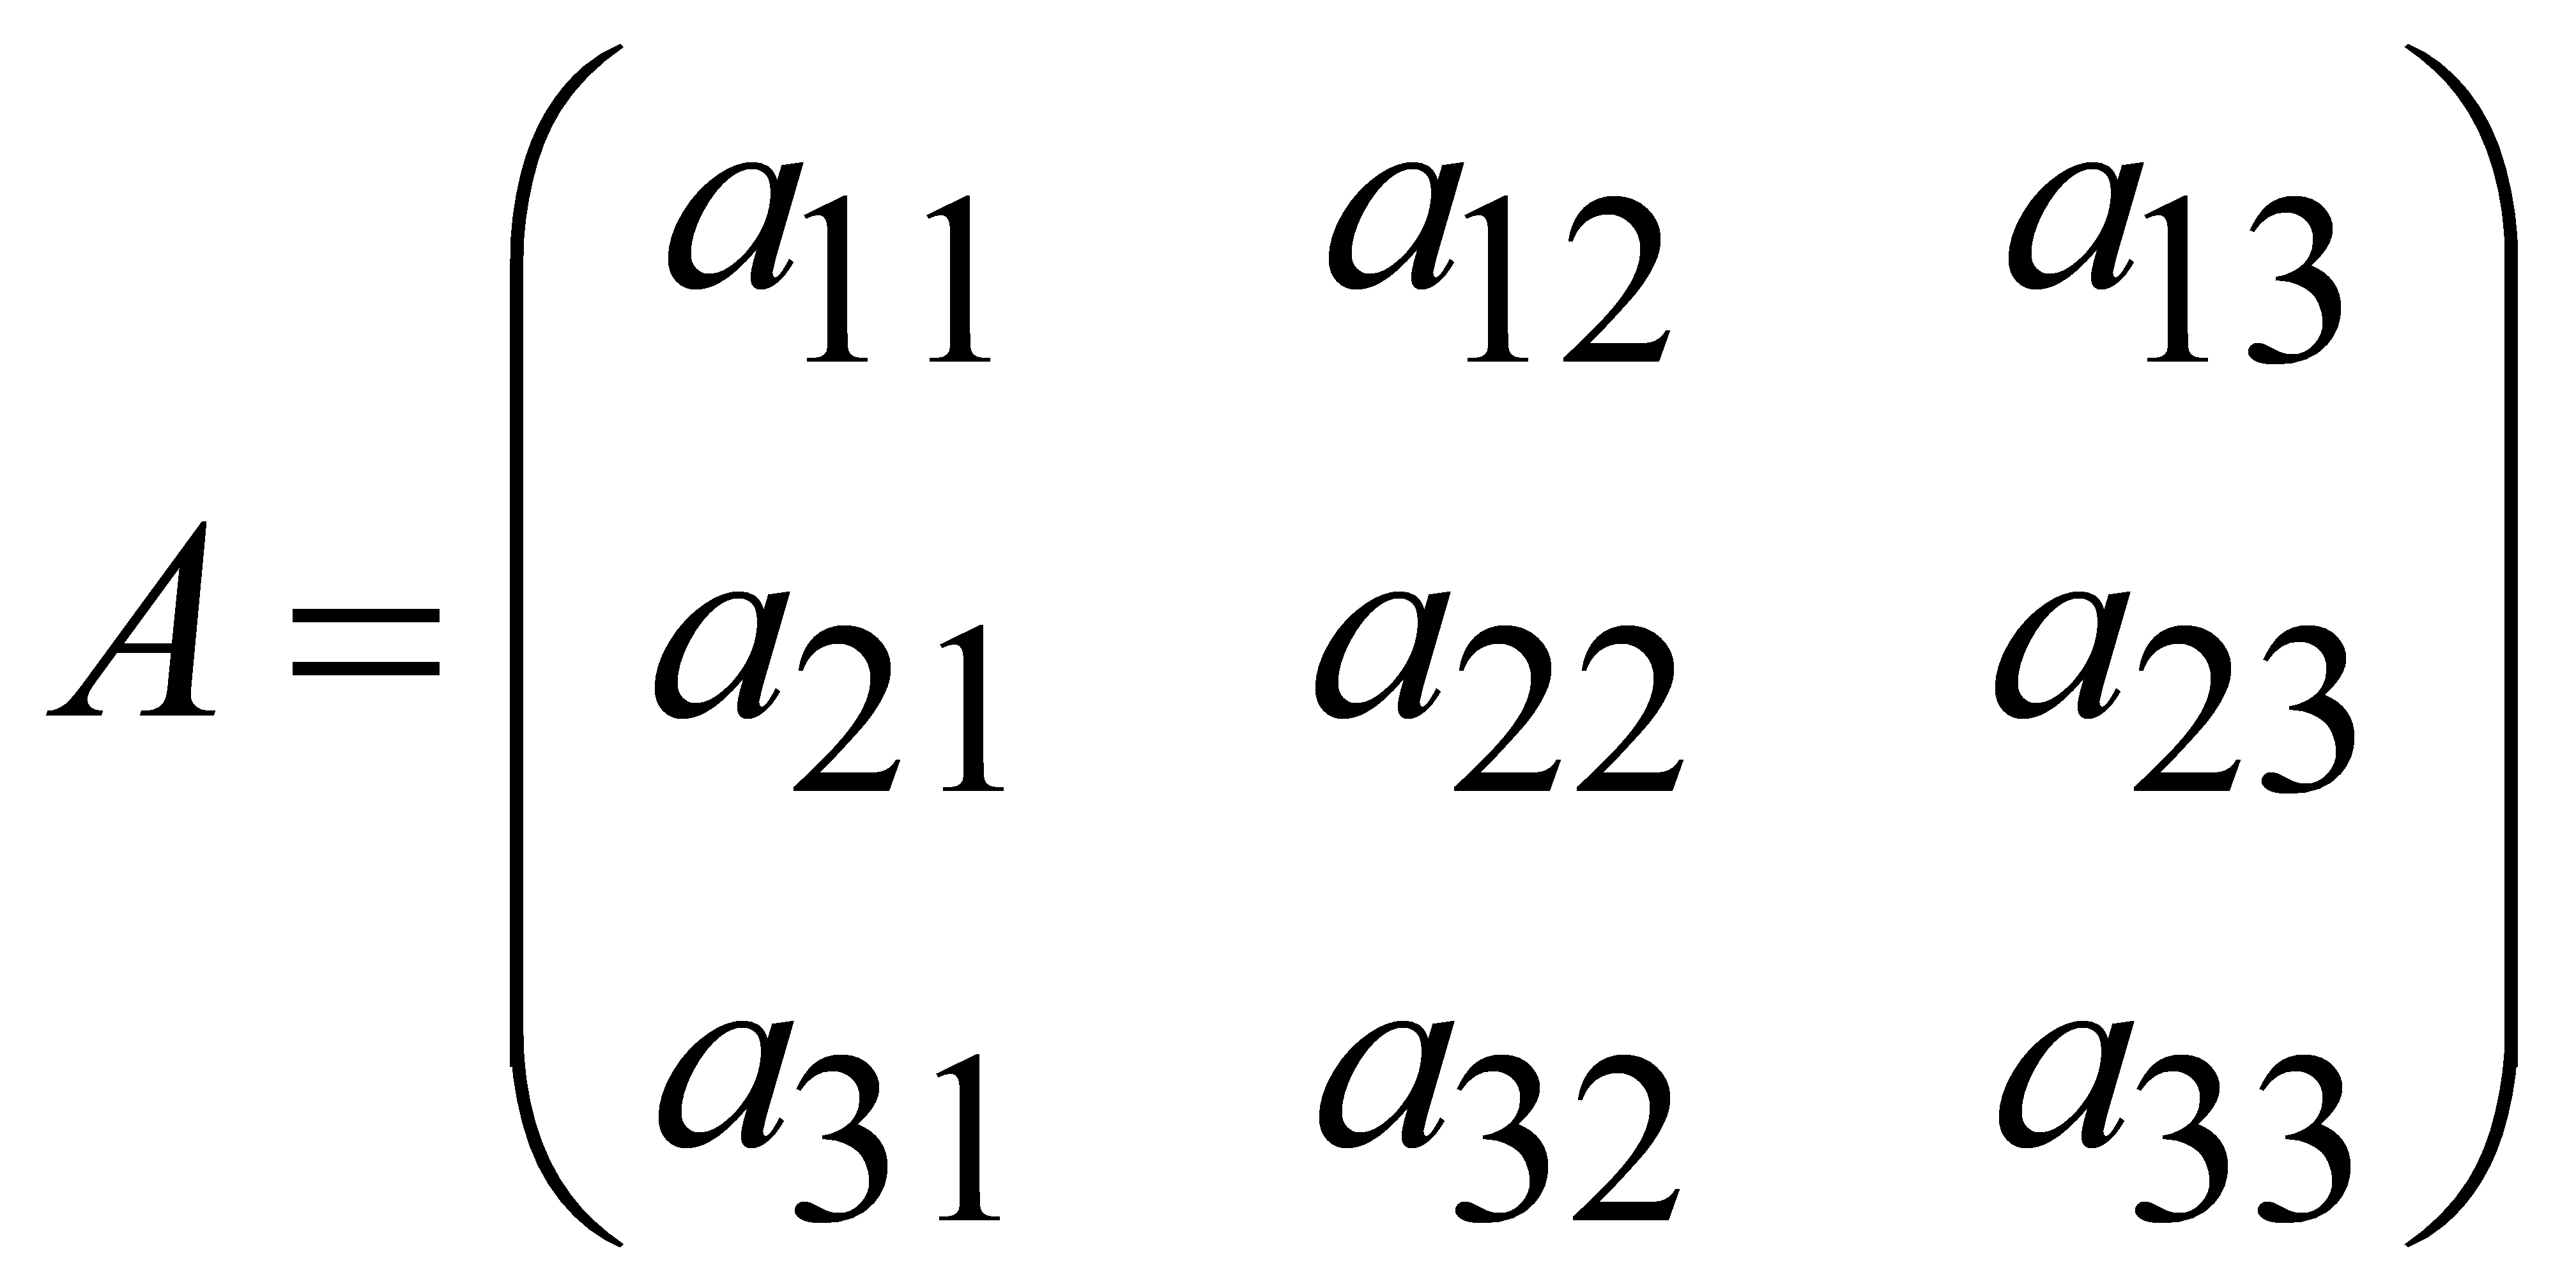 a₁₁ a₁₂ a₁₃
A = a₂₁ a₂₂ a₂₃
a₃₁ a₃₂ a₃₃